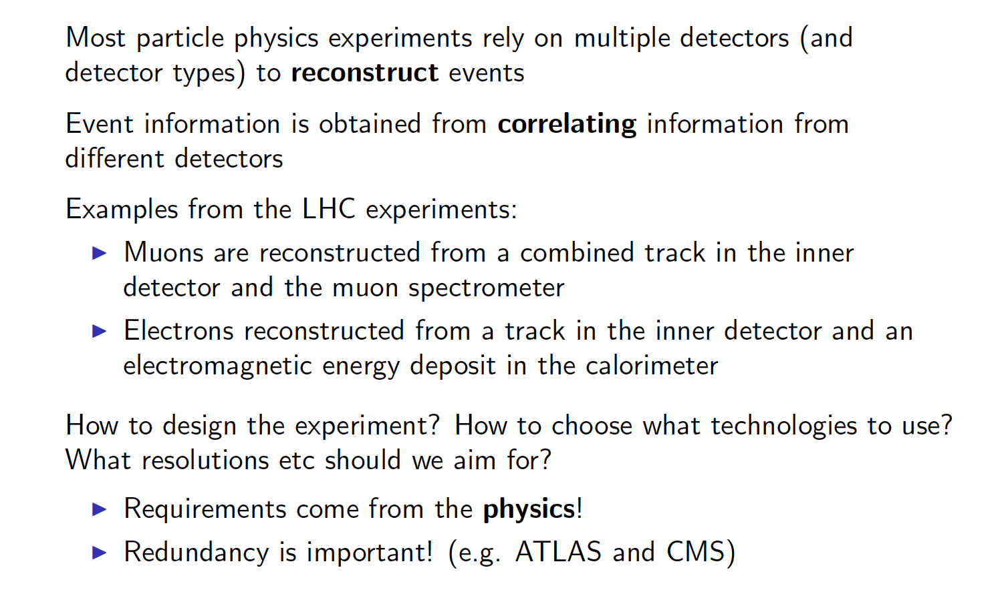 Most particle physics experiments rely on multiple detectors (and
detector types) to reconstruct events
Event information is obtained from correlating information from
different detectors
Examples from the LHC experiments:
▶ Muons are reconstructed from a combined track in the inner
detector and the muon spectrometer
▶ Electrons reconstructed from a track in the inner detector and an
electromagnetic energy deposit in the calorimeter
How to design the experiment? How to choose what technologies to use?
What resolutions etc should we aim for?
▶ Requirements come from the physics!
▶ Redundancy is important! (e.g. ATLAS and CMS)